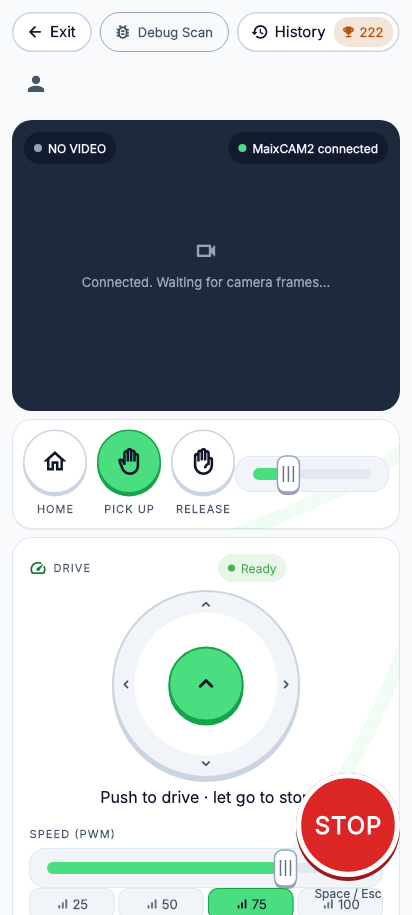 Exit
Debug Scan
History 222
NO VIDEO
MaixCAM2 connected
Connected. Waiting for camera frames...
HOME
PICK UP
RELEASE
DRIVE
Ready
Push to drive · let go to
STOP
SPEED (PWM)
Space / Esc
25
50
75
100